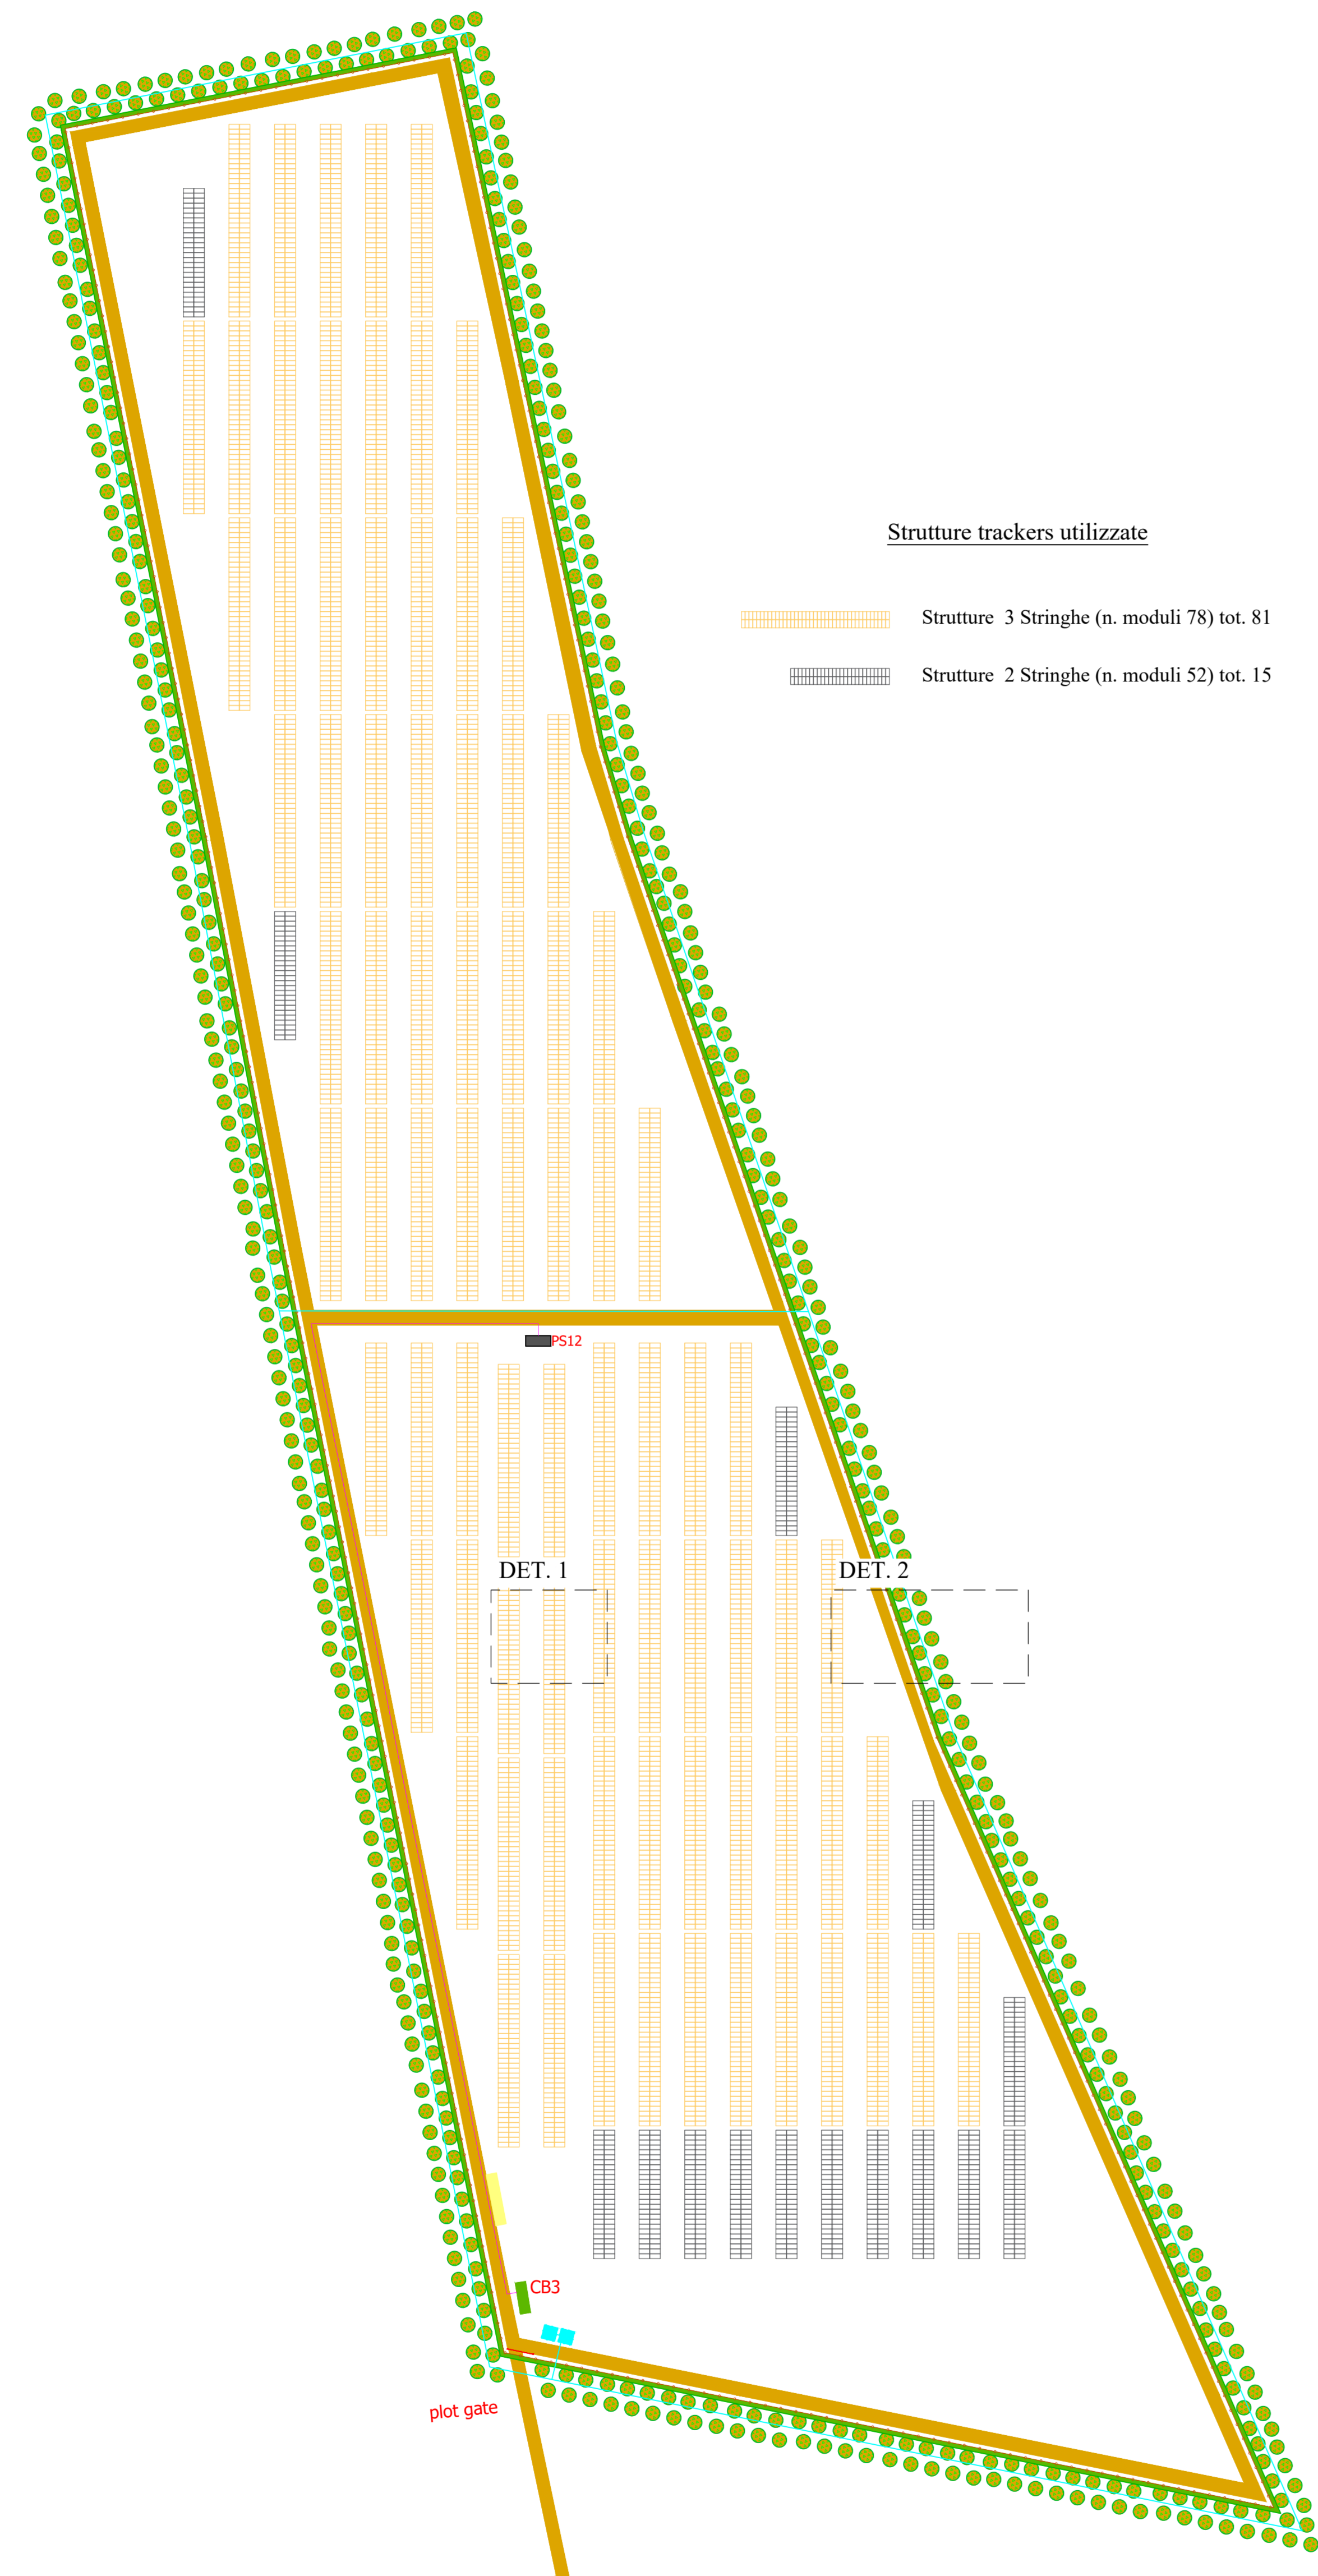 Strutture trackers utilizzate
Strutture 3 Stringhe (n. moduli 78) tot. 81
Strutture 2 Stringhe (n. moduli 52) tot. 15
PS12
DET. 1
DET. 2
CB3
plot gate